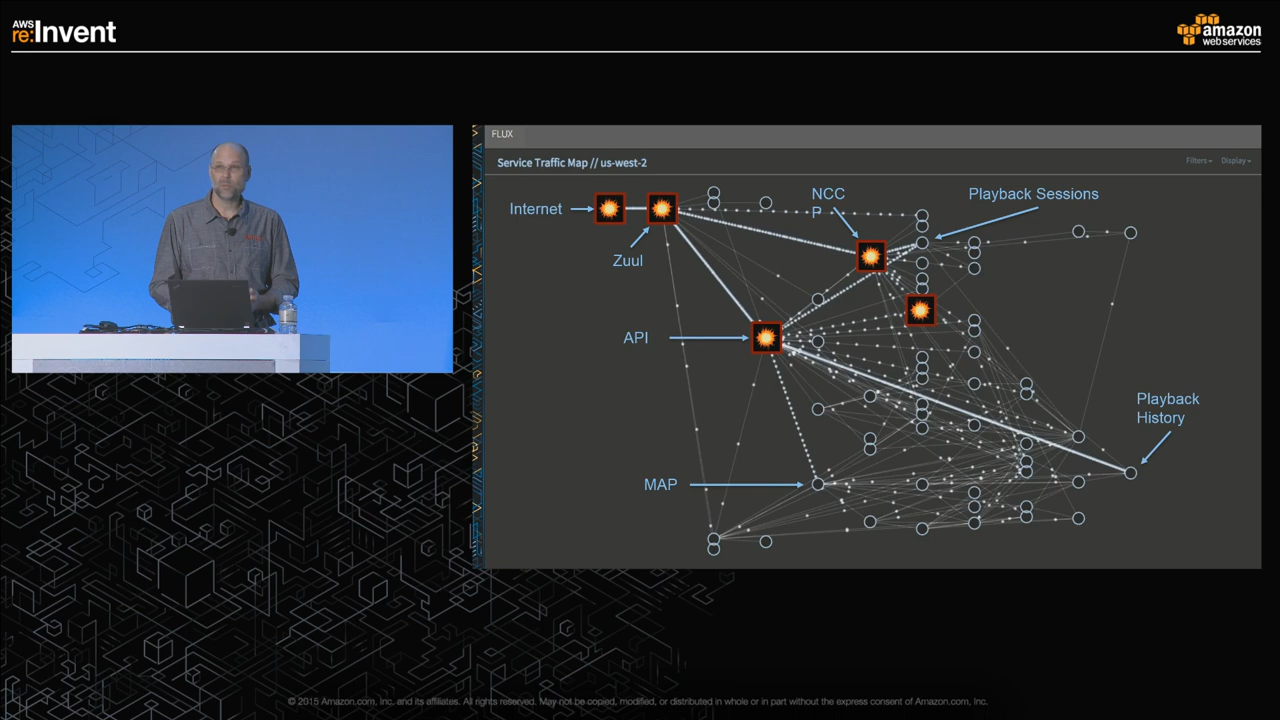 AWS
re:Invent
amazon
web services
FLUX
Service Traffic Map // us-west-2
Filters
Display
Internet
Zuul
NCC
P
Playback Sessions
API
Playback
History
MAP
© 2015 Amazon.com, Inc. and its affiliates. All rights reserved. May not be copied, modified, or distributed in whole or in part without the express consent of Amazon.com, Inc.